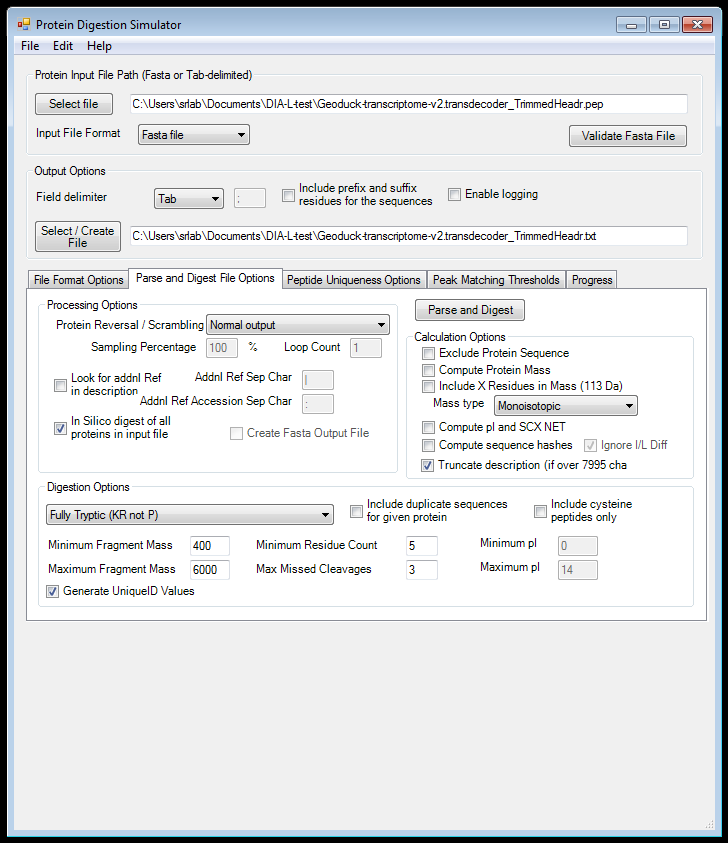 Protein Digestion Simulator
File Edit Help
Protein Input File Path (Fasta or Tab-delimited)
Select file C:\Users\srlab\Documents\DIA-L-test\Geoduck-transcriptome-v2.transdecoder_TrimmedHeadr.pep
Input File Format Fasta file Validate Fasta File
Output Options
Field delimiter Tab ; Include prefix and suffix residues for the sequences Enable logging
Select / Create File C:\Users\srlab\Documents\DIA-L-test\Geoduck-transcriptome-v2.transdecoder_TrimmedHeadr.txt
File Format Options Parse and Digest File Options Peptide Uniqueness Options Peak Matching Thresholds Progress
Processing Options
Protein Reversal / Scrambling Normal output
Sampling Percentage 100 % Loop Count 1
Look for addnl Ref in description
Addnl Ref Sep Char |
Addnl Ref Accession Sep Char :
In Silico digest of all proteins in input file
Create Fasta Output File
Parse and Digest
Calculation Options
Exclude Protein Sequence
Compute Protein Mass
Include X Residues in Mass (113 Da)
Mass type Monoisotopic
Compute pI and SCX NET
Compute sequence hashes Ignore I/L Diff
Truncate description (if over 7995 cha
Digestion Options
Fully Tryptic (KR not P) Include duplicate sequences for given protein Include cysteine peptides only
Minimum Fragment Mass 400 Minimum Residue Count 5 Minimum pI 0
Maximum Fragment Mass 6000 Max Missed Cleavages 3 Maximum pI 14
Generate UniqueID Values